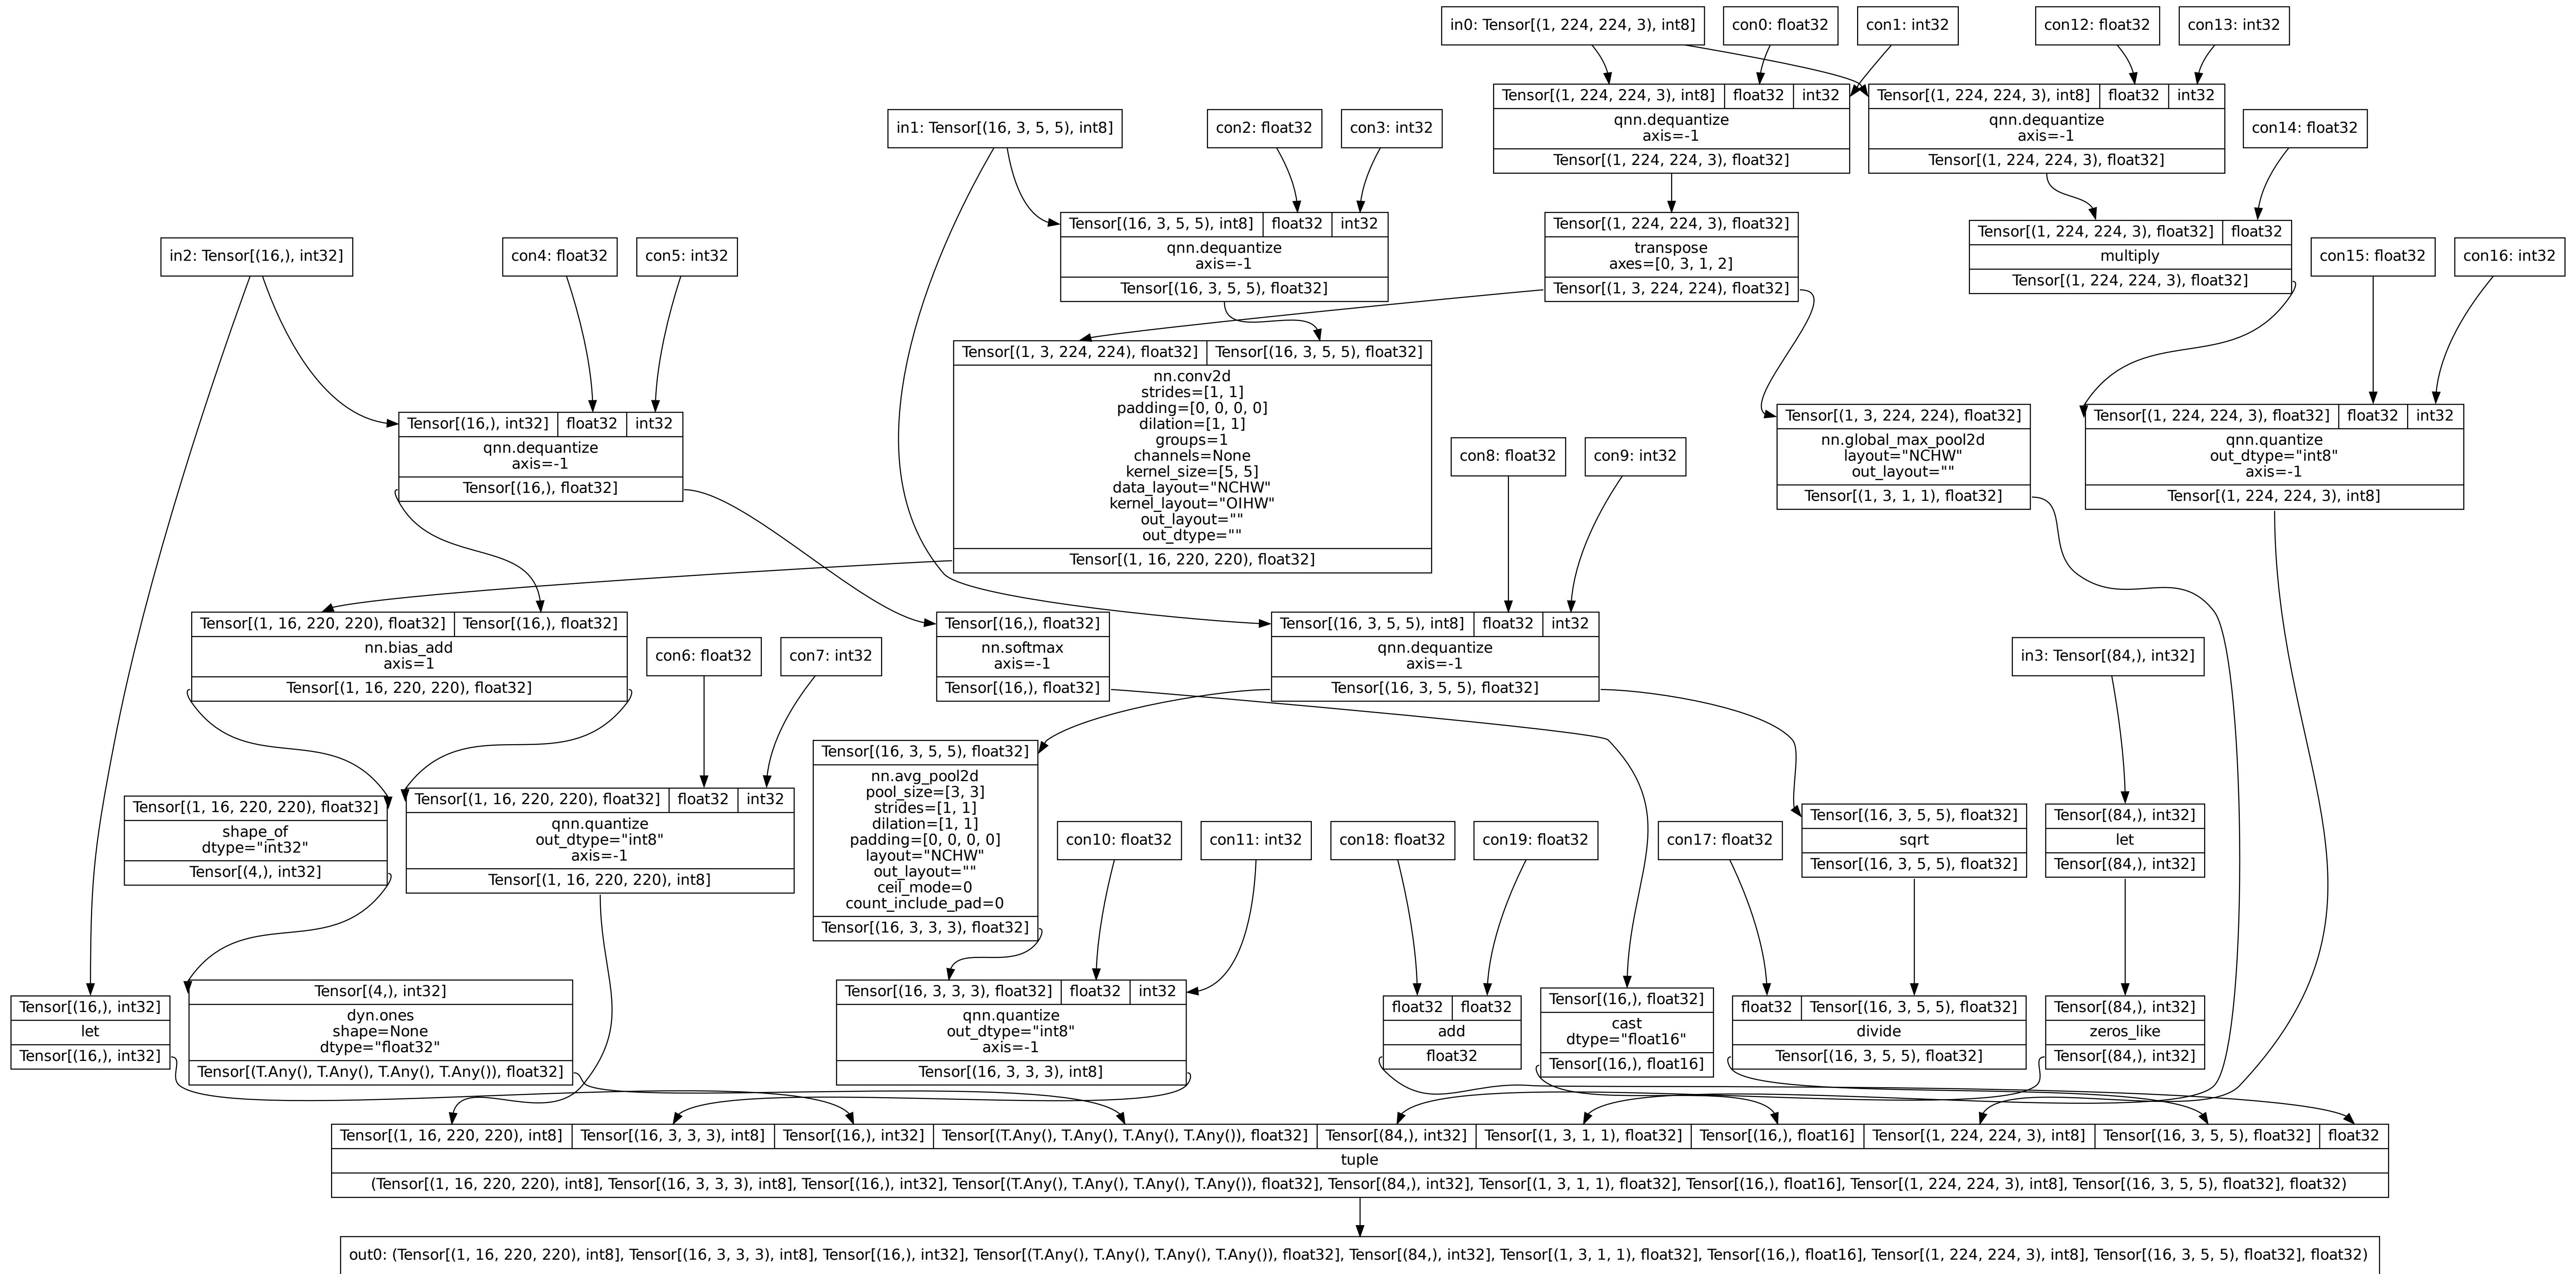 in0: Tensor[(1, 224, 224, 3), int8]
con0: float32
con1: int32
con12: float32
con13: int32
Tensor[(1, 224, 224, 3), int8] float32 int32
qnn.dequantize
axis=-1
Tensor[(1, 224, 224, 3), float32]
Tensor[(1, 224, 224, 3), int8] float32 int32
qnn.dequantize
axis=-1
Tensor[(1, 224, 224, 3), float32]
in1: Tensor[(16, 3, 5, 5), int8]
con2: float32
con3: int32
con14: float32
Tensor[(16, 3, 5, 5), int8] float32 int32
qnn.dequantize
axis=-1
Tensor[(16, 3, 5, 5), float32]
Tensor[(1, 224, 224, 3), float32]
transpose
axes=[0, 3, 1, 2]
Tensor[(1, 3, 224, 224), float32]
Tensor[(1, 224, 224, 3), float32] float32
multiply
Tensor[(1, 224, 224, 3), float32]
in2: Tensor[(16,), int32]
con4: float32
con5: int32
con15: float32
con16: int32
Tensor[(1, 3, 224, 224), float32] Tensor[(16, 3, 5, 5), float32]
nn.conv2d
strides=[1, 1]
padding=[0, 0, 0, 0]
dilation=[1, 1]
groups=1
channels=None
kernel_size=[5, 5]
data_layout="NCHW"
kernel_layout="OIHW"
out_layout=""
out_dtype=""
Tensor[(1, 16, 220, 220), float32]
Tensor[(16,), int32] float32 int32
qnn.dequantize
axis=-1
Tensor[(16,), float32]
con8: float32
con9: int32
Tensor[(1, 3, 224, 224), float32]
nn.global_max_pool2d
layout="NCHW"
out_layout=""
Tensor[(1, 3, 1, 1), float32]
Tensor[(1, 224, 224, 3), float32] float32 int32
qnn.quantize
out_dtype="int8"
axis=-1
Tensor[(1, 224, 224, 3), int8]
Tensor[(1, 16, 220, 220), float32] Tensor[(16,), float32]
nn.bias_add
axis=1
Tensor[(1, 16, 220, 220), float32]
con6: float32
con7: int32
Tensor[(16,), float32]
nn.softmax
axis=-1
Tensor[(16,), float32]
Tensor[(16, 3, 5, 5), int8] float32 int32
qnn.dequantize
axis=-1
Tensor[(16, 3, 5, 5), float32]
in3: Tensor[(84,), int32]
Tensor[(1, 16, 220, 220), float32]
shape_of
dtype="int32"
Tensor[(4,), int32]
Tensor[(1, 16, 220, 220), float32] float32 int32
qnn.quantize
out_dtype="int8"
axis=-1
Tensor[(1, 16, 220, 220), int8]
Tensor[(16, 3, 5, 5), float32]
nn.avg_pool2d
pool_size=[3, 3]
strides=[1, 1]
dilation=[1, 1]
padding=[0, 0, 0, 0]
layout="NCHW"
out_layout=""
ceil_mode=0
count_include_pad=0
Tensor[(16, 3, 3, 3), float32]
con10: float32
con11: int32
con18: float32
con19: float32
con17: float32
Tensor[(16, 3, 5, 5), float32]
sqrt
Tensor[(16, 3, 5, 5), float32]
Tensor[(84,), int32]
let
Tensor[(84,), int32]
Tensor[(16,), int32]
let
Tensor[(16,), int32]
Tensor[(4,), int32]
dyn.ones
shape=None
dtype="float32"
Tensor[(T.Any(), T.Any(), T.Any(), T.Any()), float32]
Tensor[(16, 3, 3, 3), float32] float32 int32
qnn.quantize
out_dtype="int8"
axis=-1
Tensor[(16, 3, 3, 3), int8]
float32 float32
add
float32
Tensor[(16,), float32]
cast
dtype="float16"
Tensor[(16,), float16]
float32 Tensor[(16, 3, 5, 5), float32]
divide
Tensor[(16, 3, 5, 5), float32]
Tensor[(84,), int32]
zeros_like
Tensor[(84,), int32]
Tensor[(1, 16, 220, 220), int8] Tensor[(16, 3, 3, 3), int8] Tensor[(16,), int32] Tensor[(T.Any(), T.Any(), T.Any(), T.Any()), float32] Tensor[(84,), int32] Tensor[(1, 3, 1, 1), float32] Tensor[(16,), float16] Tensor[(1, 224, 224, 3), int8] Tensor[(16, 3, 5, 5), float32] float32
tuple
(Tensor[(1, 16, 220, 220), int8], Tensor[(16, 3, 3, 3), int8], Tensor[(16,), int32], Tensor[(T.Any(), T.Any(), T.Any(), T.Any()), float32], Tensor[(84,), int32], Tensor[(1, 3, 1, 1), float32], Tensor[(16,), float16], Tensor[(1, 224, 224, 3), int8], Tensor[(16, 3, 5, 5), float32], float32)
out0: (Tensor[(1, 16, 220, 220), int8], Tensor[(16, 3, 3, 3), int8], Tensor[(16,), int32], Tensor[(T.Any(), T.Any(), T.Any(), T.Any()), float32], Tensor[(84,), int32], Tensor[(1, 3, 1, 1), float32], Tensor[(16,), float16], Tensor[(1, 224, 224, 3), int8], Tensor[(16, 3, 5, 5), float32], float32)